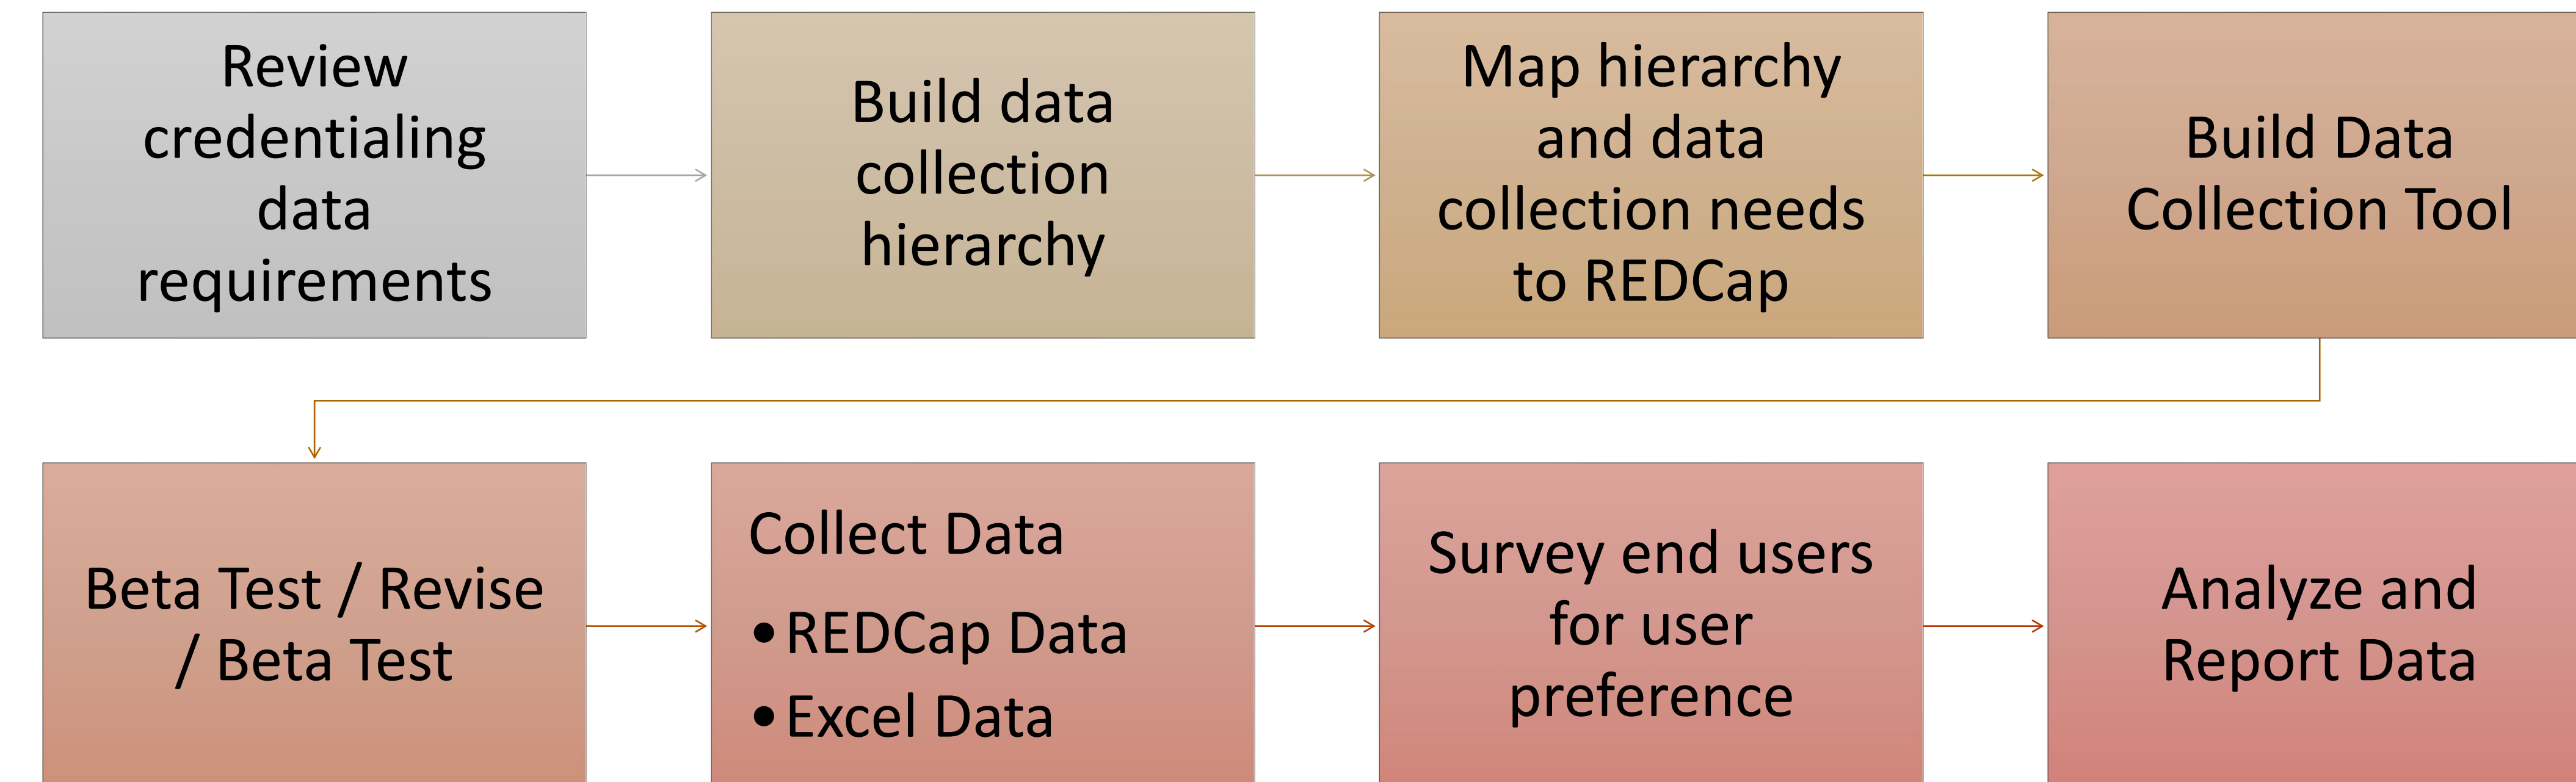 Review
credentialing
data
requirements
Build data
collection
hierarchy
Map hierarchy
and data
collection needs
to REDCap
Build Data
Collection Tool
Beta Test / Revise
/ Beta Test
Collect Data
•REDCap Data
•Excel Data
Survey end users
for user
preference
Analyze and
Report Data